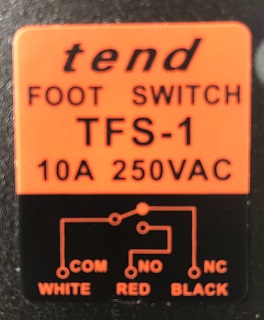 tend
FOOT SWITCH
TFS-1
10A 250VAC
COM NO NC
WHITE RED BLACK